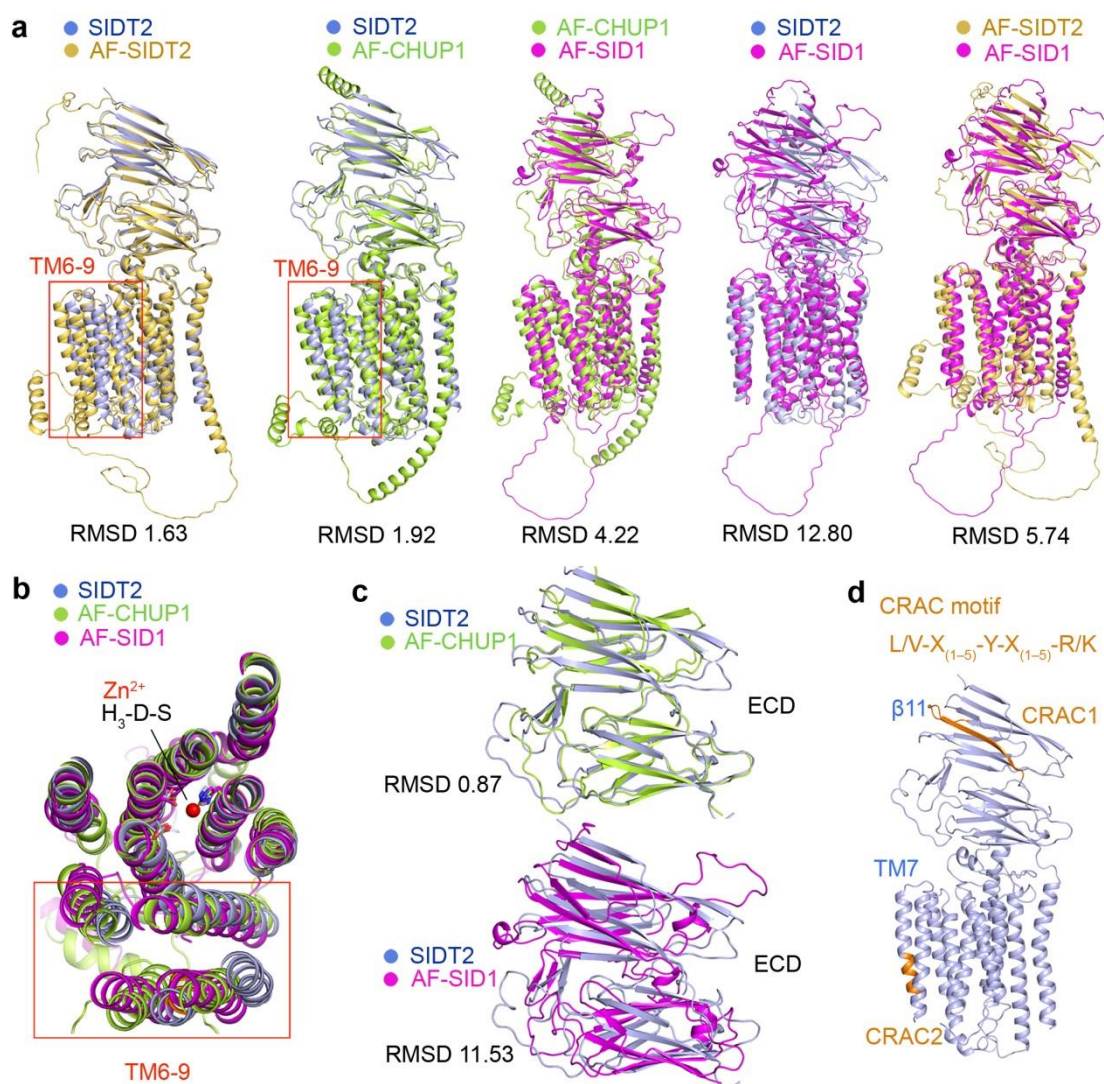 a
SIDT2
AF-SIDT2
SIDT2
AF-CHUP1
AF-CHUP1
AF-SID1
SIDT2
AF-SID1
AF-SIDT2
AF-SID1
TM6-9
TM6-9
RMSD 1.63
RMSD 1.92
RMSD 4.22
RMSD 12.80
RMSD 5.74
b
SIDT2
AF-CHUP1
AF-SID1
Zn²⁺
H₃-D-S
TM6-9
c
SIDT2
AF-CHUP1
ECD
RMSD 0.87
SIDT2
AF-SID1
ECD
RMSD 11.53
d
CRAC motif
L/V-X₍₁₋₅₎-Y-X₍₁₋₅₎-R/K
β11
CRAC1
TM7
CRAC2